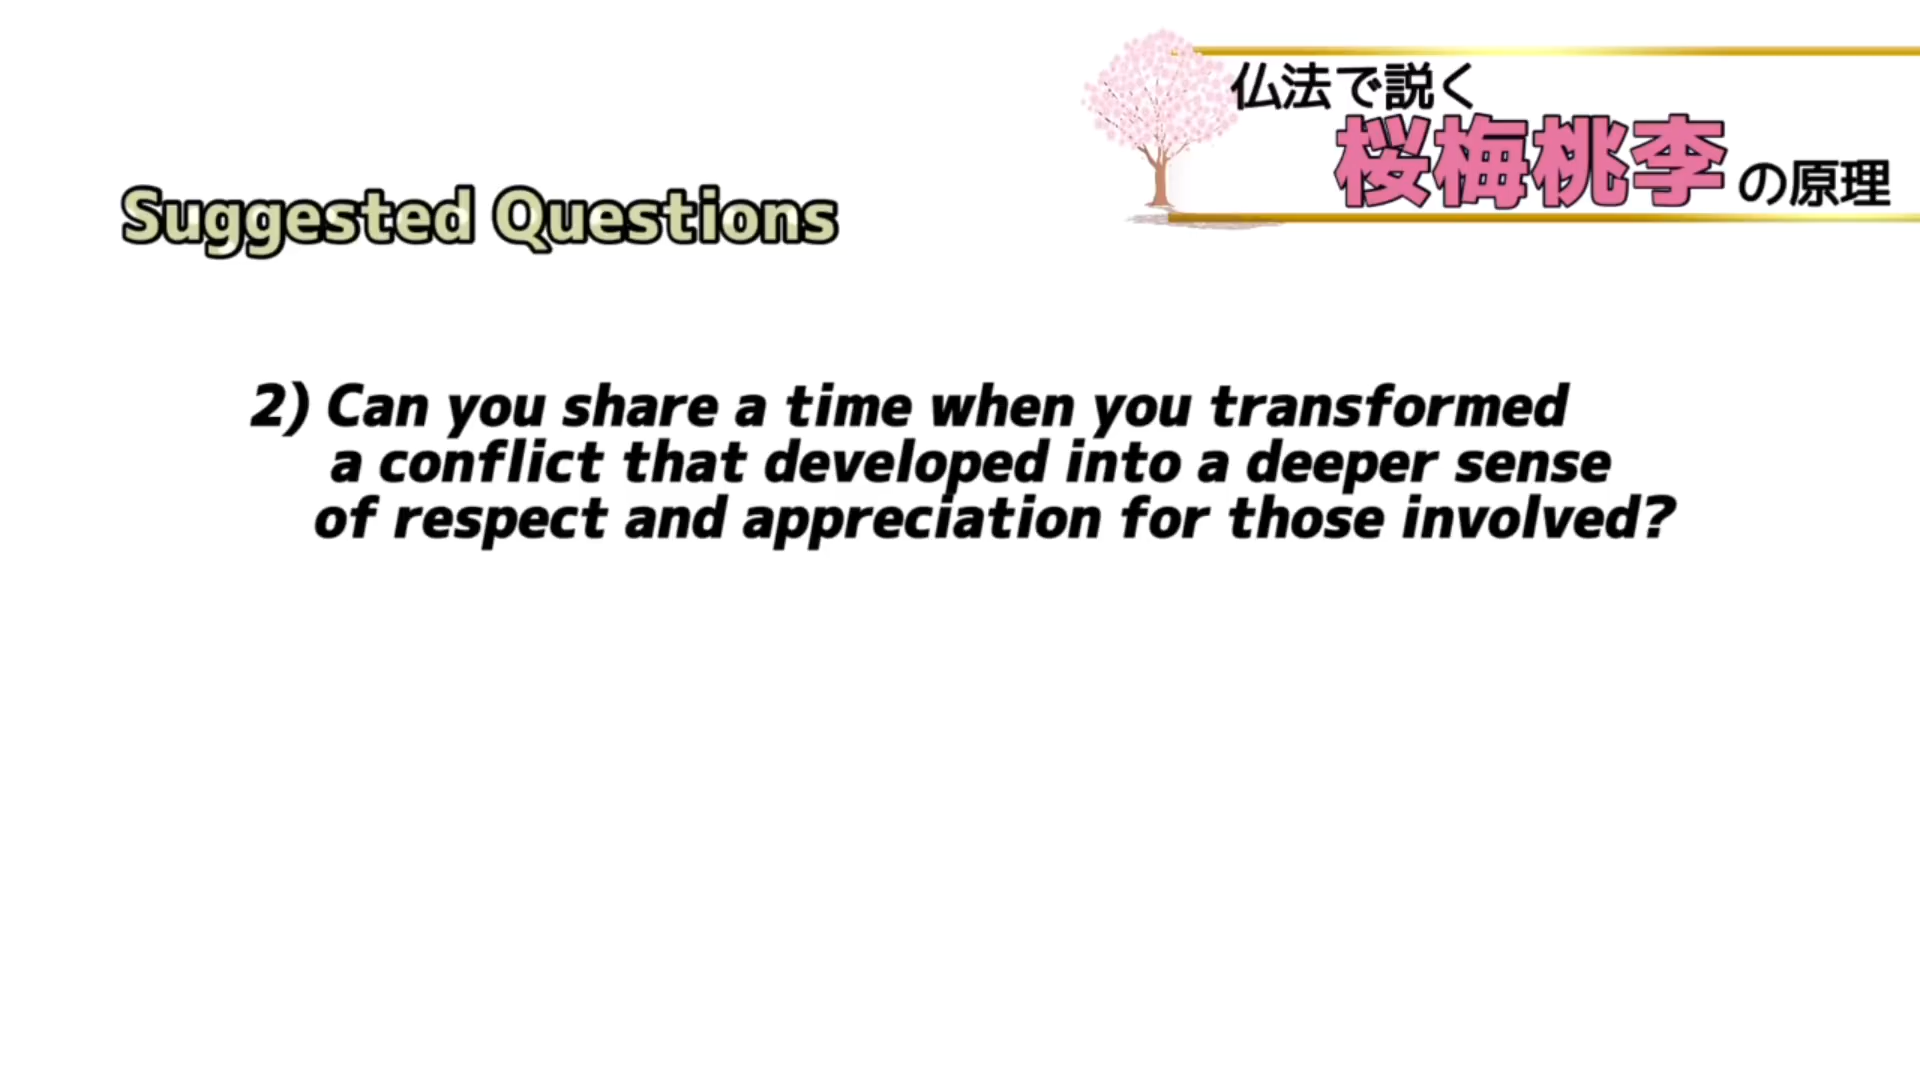 仏法で説く
桜梅桃李の原理
Suggested Questions
2) Can you share a time when you transformed
a conflict that developed into a deeper sense
of respect and appreciation for those involved?